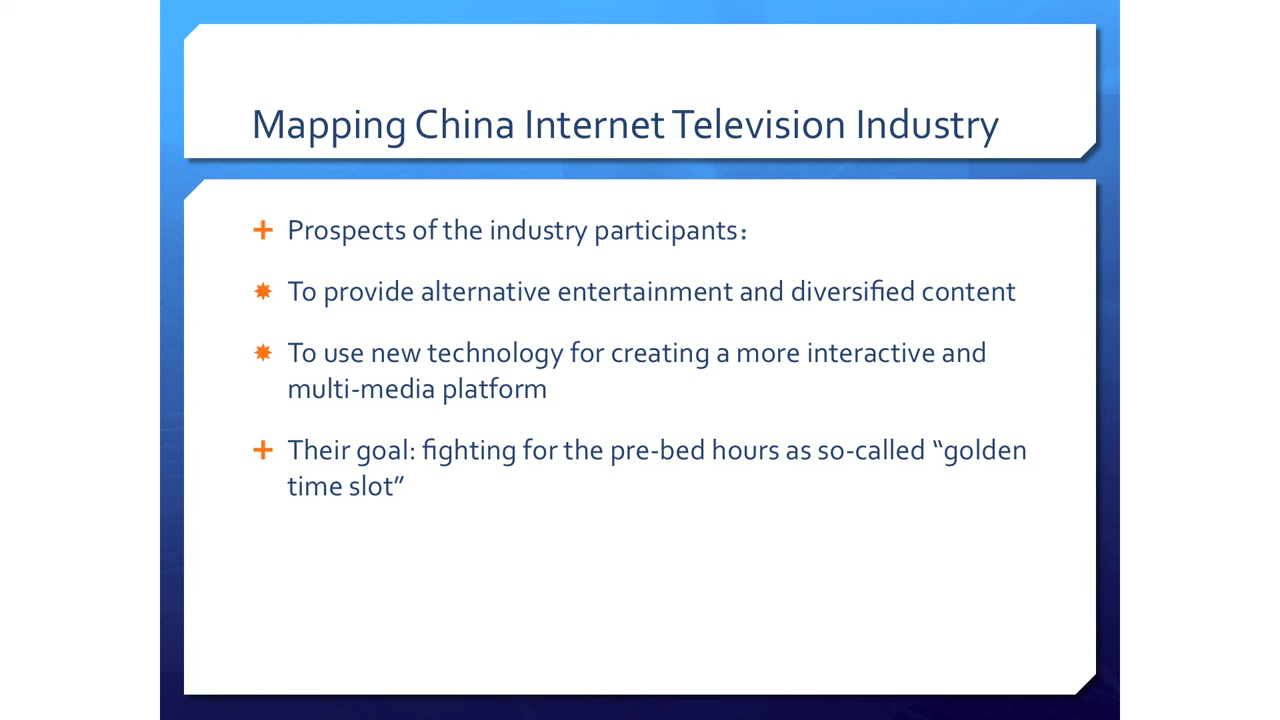 Mapping China Internet Television Industry
Prospects of the industry participants：
To provide alternative entertainment and diversified content
To use new technology for creating a more interactive and
multi-media platform
Their goal: fighting for the pre-bed hours as so-called “golden
time slot”